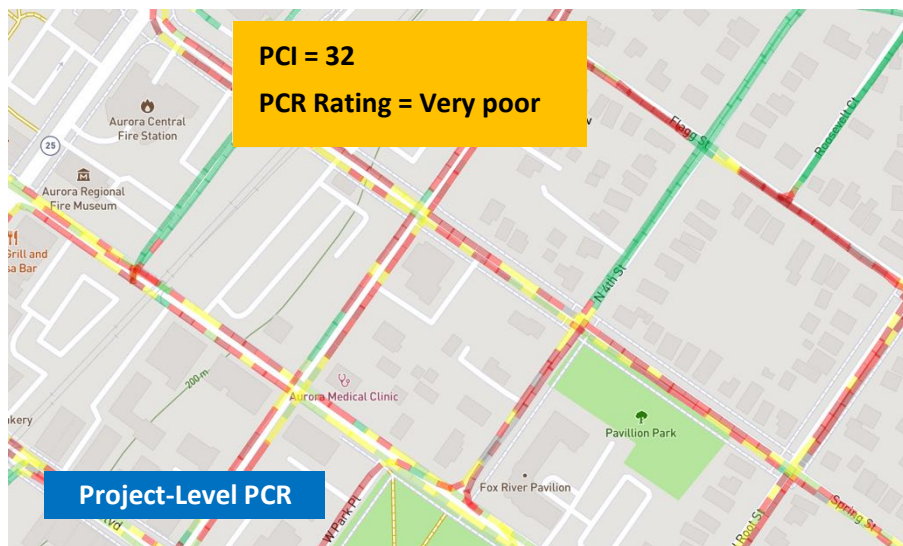 PCI = 32
PCR Rating = Very poor
Aurora Central
Fire Station
Flagg St
Roosevelt Ct
25
Aurora Regional
Fire Museum
Grill and
sa Bar
N 4th St
200 m
Aurora Medical Clinic
Pavillion Park
kery
Fox River Pavilion
Project-Level PCR
W Park Pl
Root St
Spring St